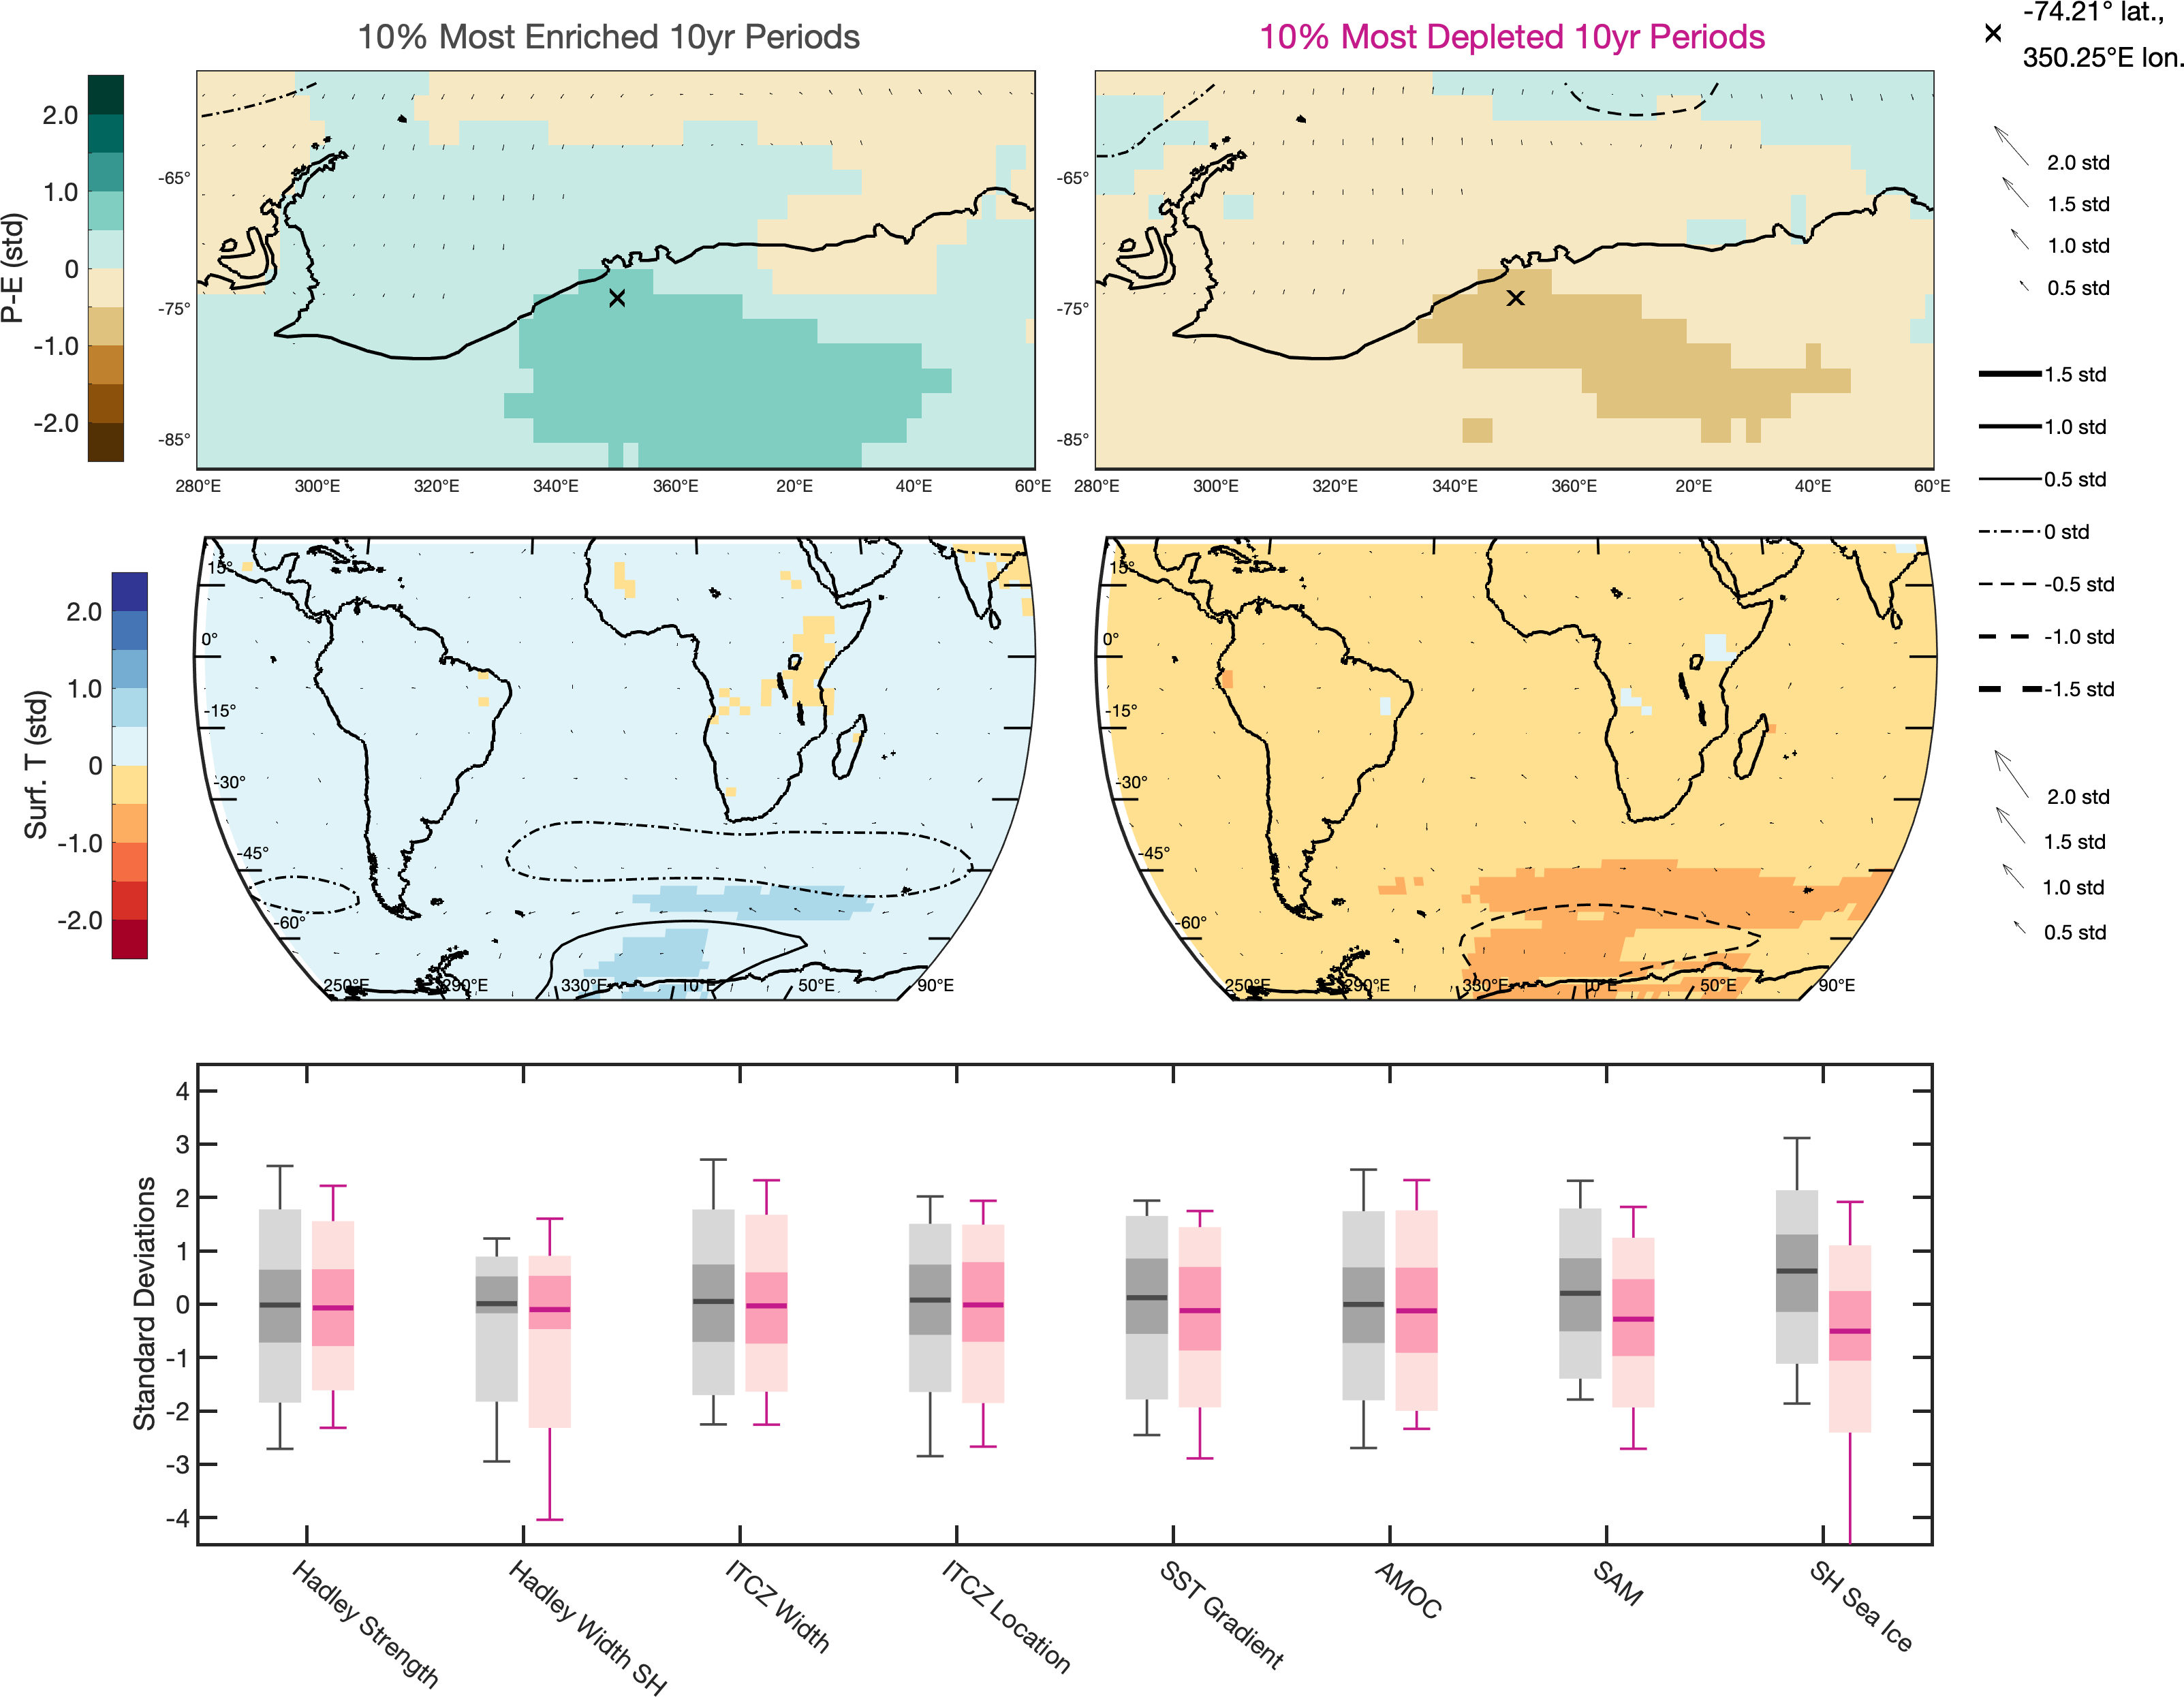 10% Most Enriched 10yr Periods
10% Most Depleted 10yr Periods
-74.21° lat.,
350.25°E lon.
P-E (std)
2.0
1.0
0
-1.0
-2.0
-65°
-75°
-85°
280°E 300°E 320°E 340°E 360°E 20°E 40°E 60°E
-65°
-75°
-85°
280°E 300°E 320°E 340°E 360°E 20°E 40°E 60°E
2.0 std
1.5 std
1.0 std
0.5 std
1.5 std
1.0 std
0.5 std
0 std
-0.5 std
-1.0 std
-1.5 std
2.0 std
1.5 std
1.0 std
0.5 std
Surf. T (std)
2.0
1.0
0
-1.0
-2.0
15°
0°
-15°
-30°
-45°
-60°
250°E 290°E 330°E 10°E 50°E 90°E
15°
0°
-15°
-30°
-45°
-60°
250°E 290°E 330°E 10°E 50°E 90°E
Standard Deviations
4
3
2
1
0
-1
-2
-3
-4
Hadley Strength
Hadley Width SH
ITCZ Width
ITCZ Location
SST Gradient
AMOC
SAM
SH Sea Ice